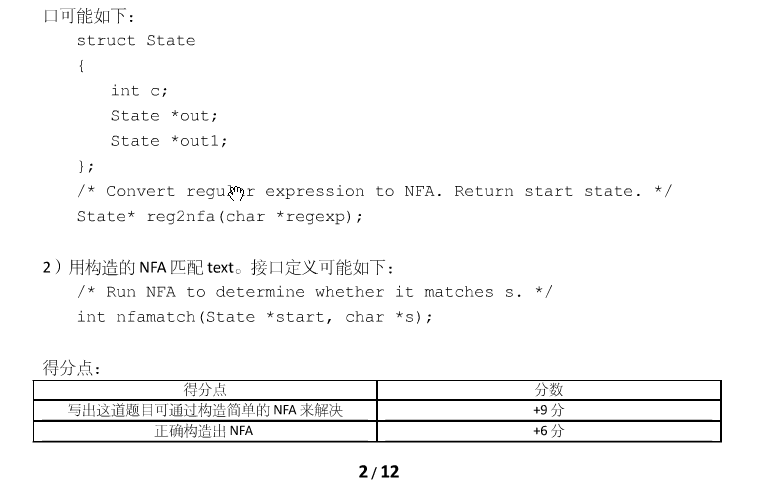 口可能如下：
struct State
{
int c;
State *out;
State *out1;
};
/* Convert regular expression to NFA. Return start state. */
State* reg2nfa(char *regexp);
2）用构造的 NFA 匹配 text。接口定义可能如下：
/* Run NFA to determine whether it matches s. */
int nfamatch(State *start, char *s);
得分点：
得分点 分数
写出这道题目可通过构造简单的 NFA 来解决 +9 分
正确构造出 NFA +6 分
2 / 12